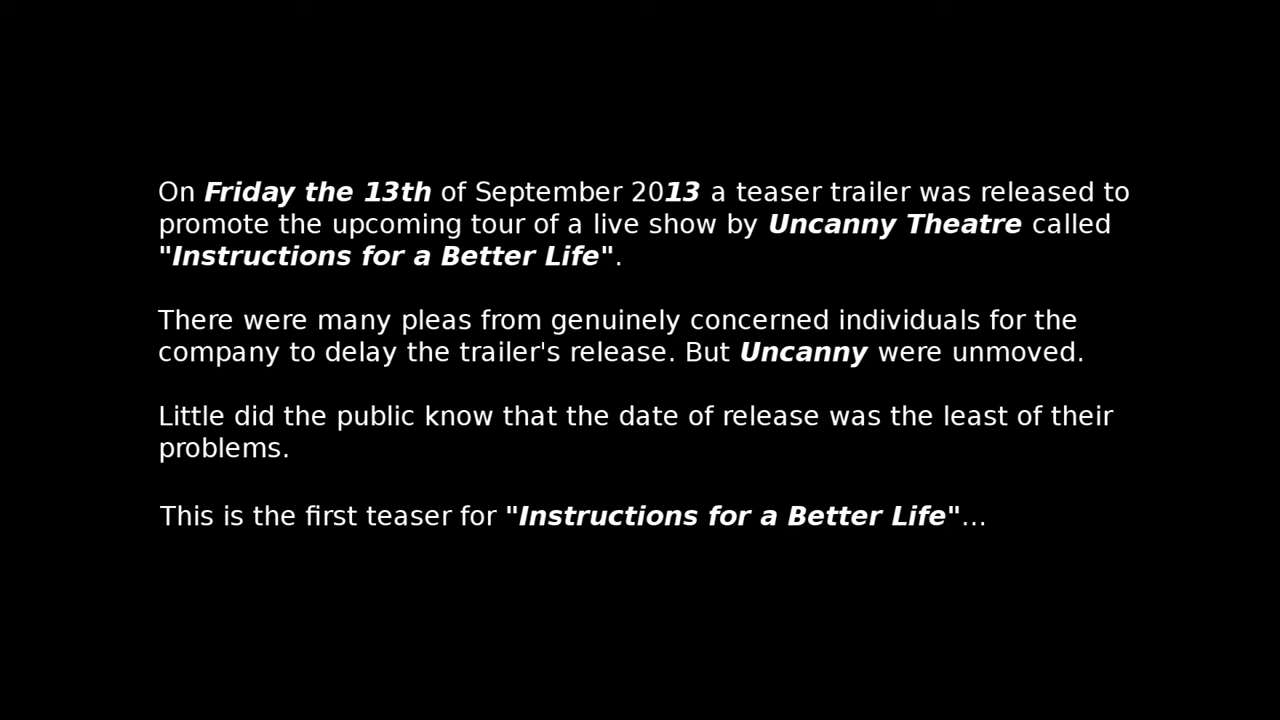 On Friday the 13th of September 2013 a teaser trailer was released to
promote the upcoming tour of a live show by Uncanny Theatre called
"Instructions for a Better Life".
There were many pleas from genuinely concerned individuals for the
company to delay the trailer's release. But Uncanny were unmoved.
Little did the public know that the date of release was the least of their
problems.
This is the first teaser for "Instructions for a Better Life"...